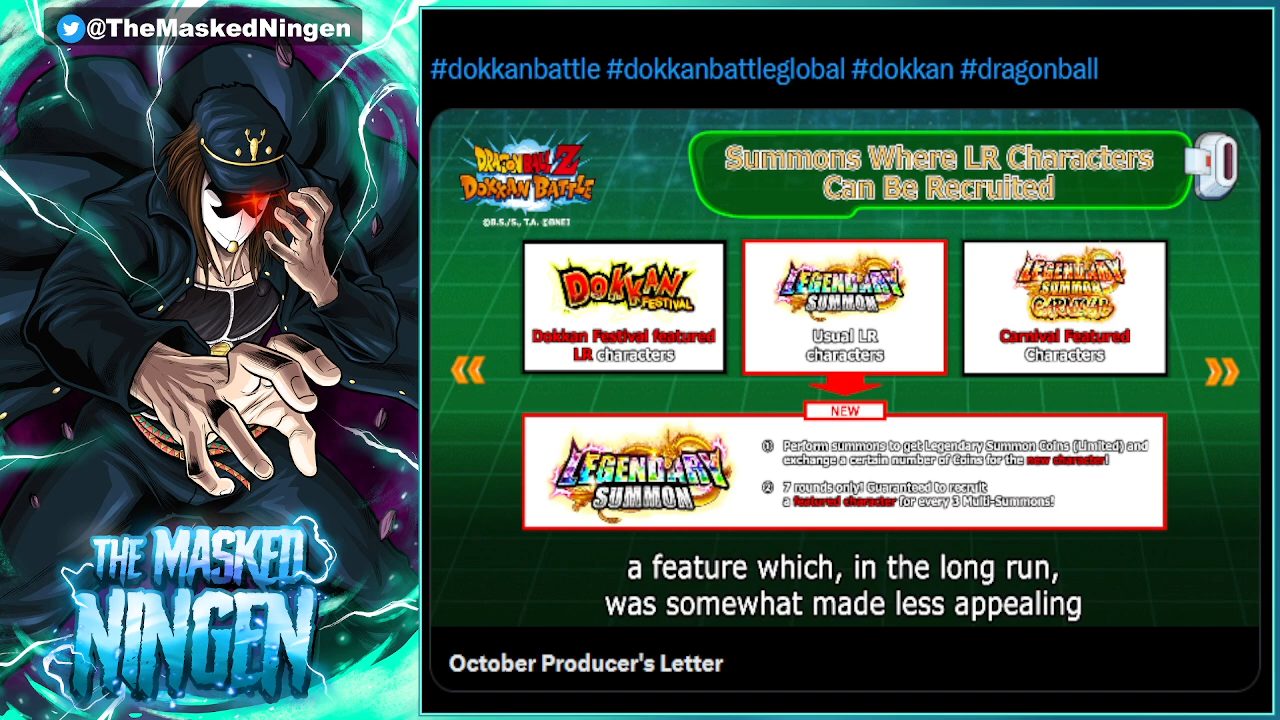 @TheMaskedNingen
THE MASKED
NINGEN
#dokkanbattle #dokkanbattleglobal #dokkan #dragonball
DRAGON BALL Z
DOKKAN BATTLE
©B.S./S., T.A. ©BNEI
Summons Where LR Characters
Can Be Recruited
DOKKAN
FESTIVAL
Dokkan Festival featured
LR characters
LEGENDARY
SUMMON
Usual LR
characters
LEGENDARY
SUMMON
CARNIVAL
Carnival Featured
Characters
NEW
LEGENDARY
SUMMON
① Perform summons to get Legendary Summon Coins (Limited) and
exchange a certain number of Coins for the new character!
② 7 rounds only! Guaranteed to recruit
a featured character for every 3 Multi-Summons!
a feature which, in the long run,
was somewhat made less appealing
October Producer's Letter